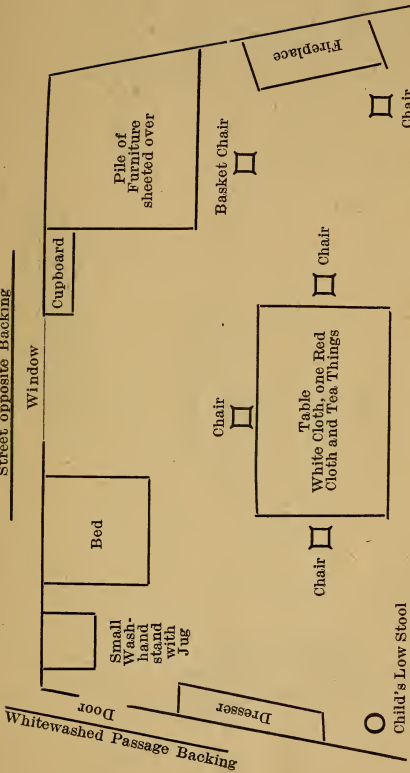 Street opposite Backing
Window
Cupboard
Pile of
Furniture
sheeted over
Fireplace
Basket Chair
Chair
Chair
Chair
Table
White Cloth, one Red
Cloth and Tea Things
Chair
Bed
Small
Wash-
hand
stand
with
Jug
Door
Dresser
Whitewashed Passage Backing
Child's Low Stool